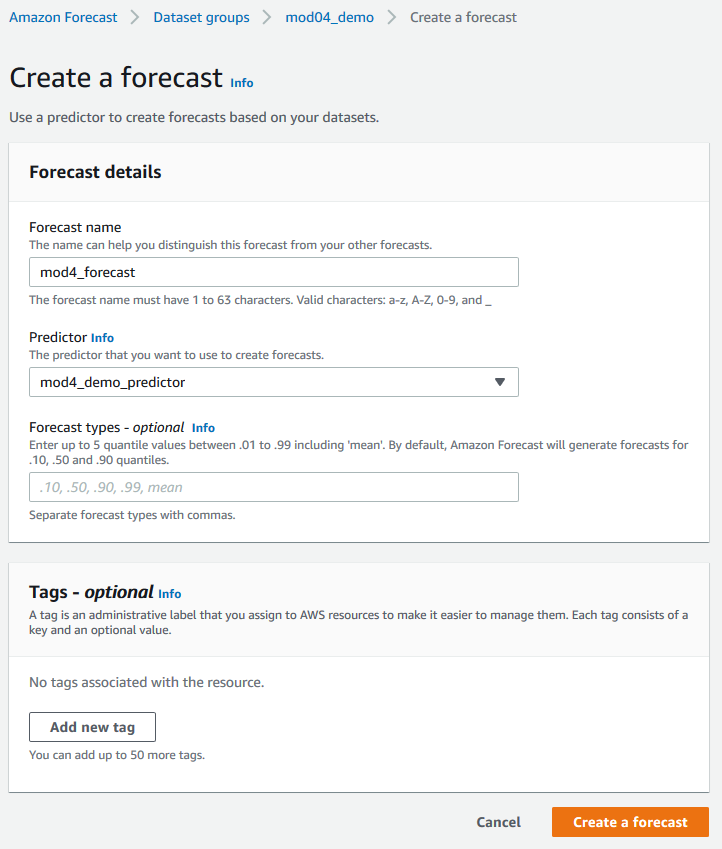 Amazon Forecast > Dataset groups > mod04_demo > Create a forecast
Create a forecast Info
Use a predictor to create forecasts based on your datasets.
Forecast details
Forecast name
The name can help you distinguish this forecast from your other forecasts.
mod4_forecast
The forecast name must have 1 to 63 characters. Valid characters: a-z, A-Z, 0-9, and _
Predictor Info
The predictor that you want to use to create forecasts.
mod4_demo_predictor
Forecast types - optional Info
Enter up to 5 quantile values between .01 to .99 including 'mean'. By default, Amazon Forecast will generate forecasts for
.10, .50 and .90 quantiles.
.10, .50, .90, .99, mean
Separate forecast types with commas.
Tags - optional Info
A tag is an administrative label that you assign to AWS resources to make it easier to manage them. Each tag consists of a
key and an optional value.
No tags associated with the resource.
Add new tag
You can add up to 50 more tags.
Cancel Create a forecast